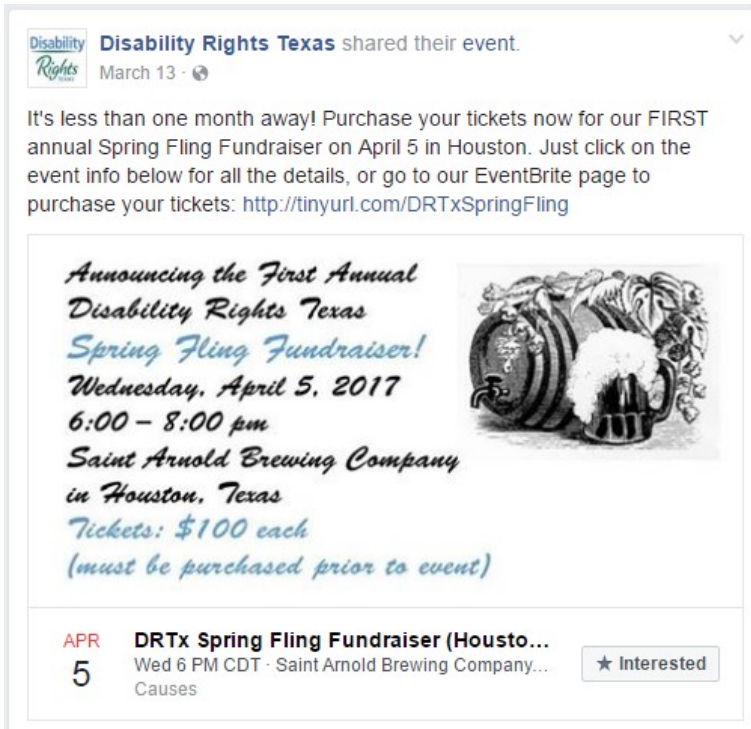 Disability
Rights
TEXAS
Disability Rights Texas shared their event.
March 13 ·
It's less than one month away! Purchase your tickets now for our FIRST
annual Spring Fling Fundraiser on April 5 in Houston. Just click on the
event info below for all the details, or go to our EventBrite page to
purchase your tickets: http://tinyurl.com/DRTxSpringFling
Announcing the First Annual
Disability Rights Texas
Spring Fling Fundraiser!
Wednesday, April 5, 2017
6:00 – 8:00 pm
Saint Arnold Brewing Company
in Houston, Texas
Tickets: $100 each
(must be purchased prior to event)
APR
5
DRTx Spring Fling Fundraiser (Housto...
Wed 6 PM CDT · Saint Arnold Brewing Company...
Causes
★ Interested